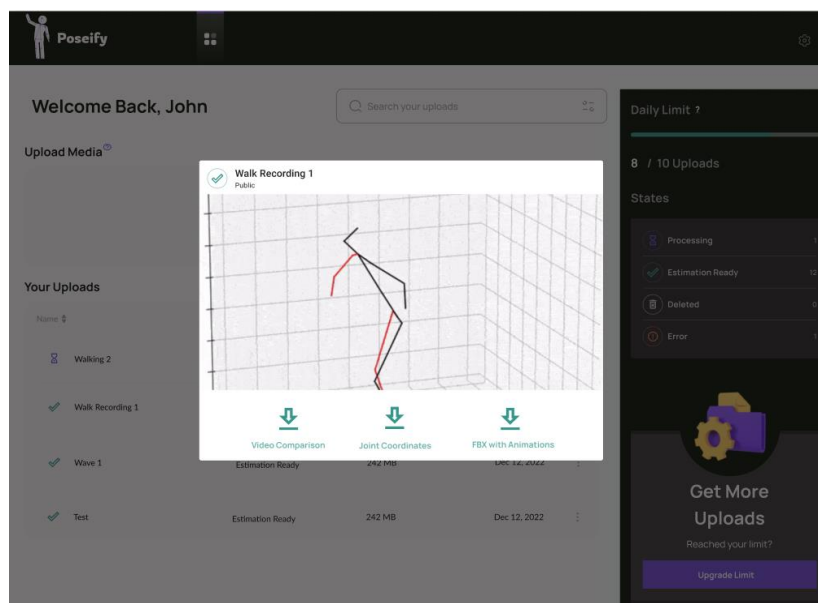 Poseify
Welcome Back, John
Search your uploads
Daily Limit ?
Upload Media
8 / 10 Uploads
States
Walk Recording 1
Public
Processing
Estimation Ready
12
Deleted
Error
Your Uploads
Name
Walking 2
Walk Recording 1
Video Comparison
Joint Coordinates
FBX with Animations
Wave 1
Estimation Ready
242 MB
Dec 12, 2022
Test
Estimation Ready
242 MB
Dec 12, 2022
Get More
Uploads
Reached your limit?
Upgrade Limit